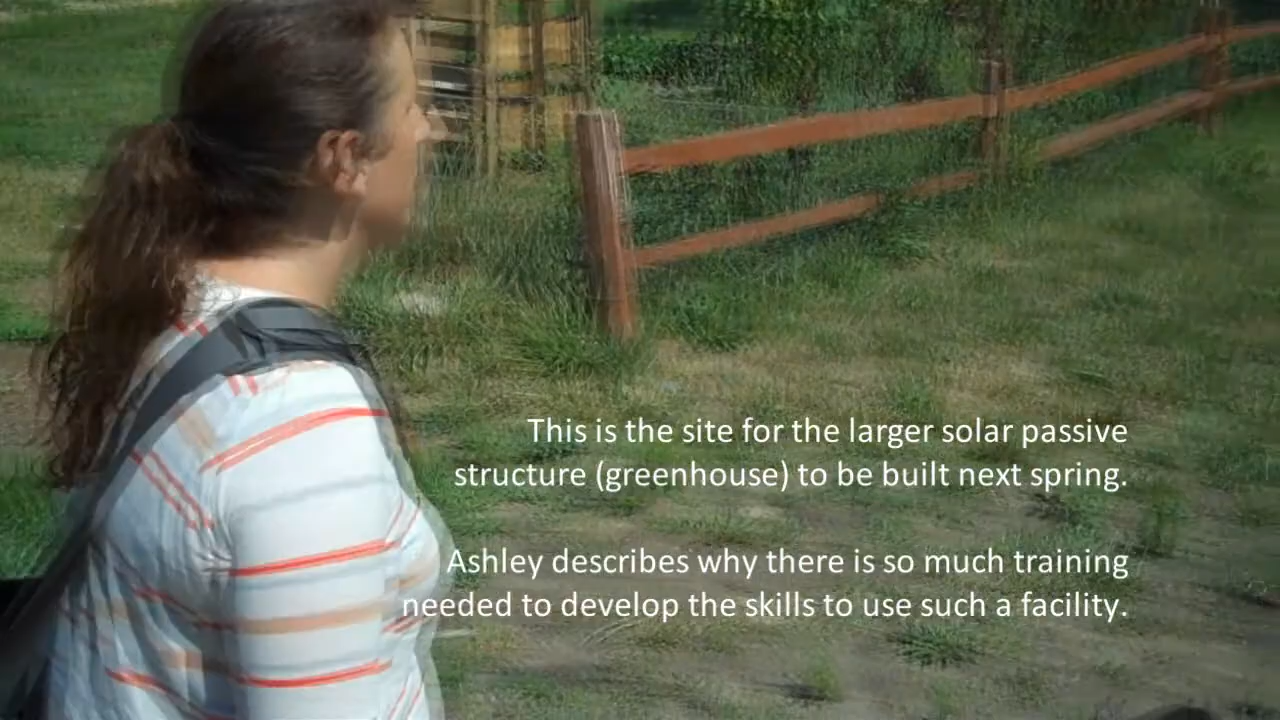 This is the site for the larger solar passive
structure (greenhouse) to be built next spring.
Ashley describes why there is so much training
needed to develop the skills to use such a facility.